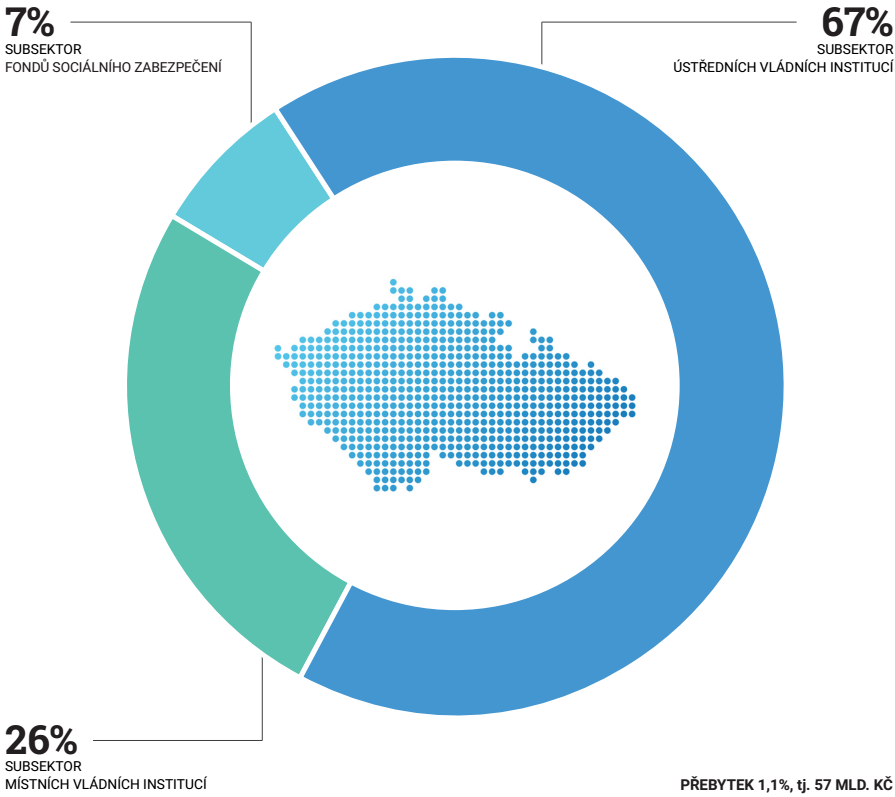 7%
SUBSEKTOR
FONDŮ SOCIÁLNÍHO ZABEZPEČENÍ
67%
SUBSEKTOR
ÚSTŘEDNÍCH VLÁDNÍCH INSTITUCÍ
26%
SUBSEKTOR
MÍSTNÍCH VLÁDNÍCH INSTITUCÍ
PŘEBYTEK 1,1%, tj. 57 MLD. KČ